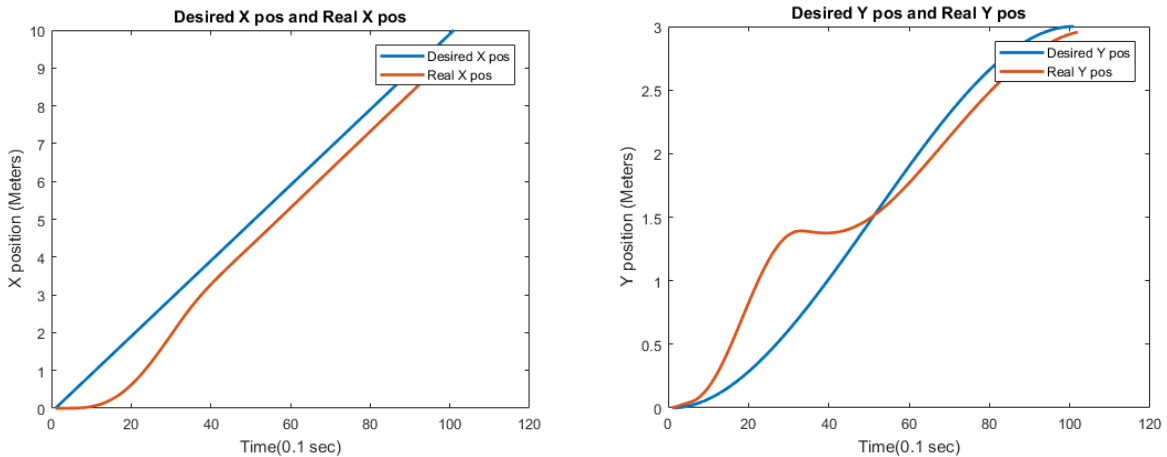 Desired X pos and Real X pos
10
9
8
7
6
5
4
3
2
1
0
X position (Meters)
Desired X pos
Real X pos
0 20 40 60 80 100 120
Time(0.1 sec)
Desired Y pos and Real Y pos
3
2.5
2
1.5
1
0.5
0
Y position (Meters)
Desired Y pos
Real Y pos
0 20 40 60 80 100 120
Time(0.1 sec)